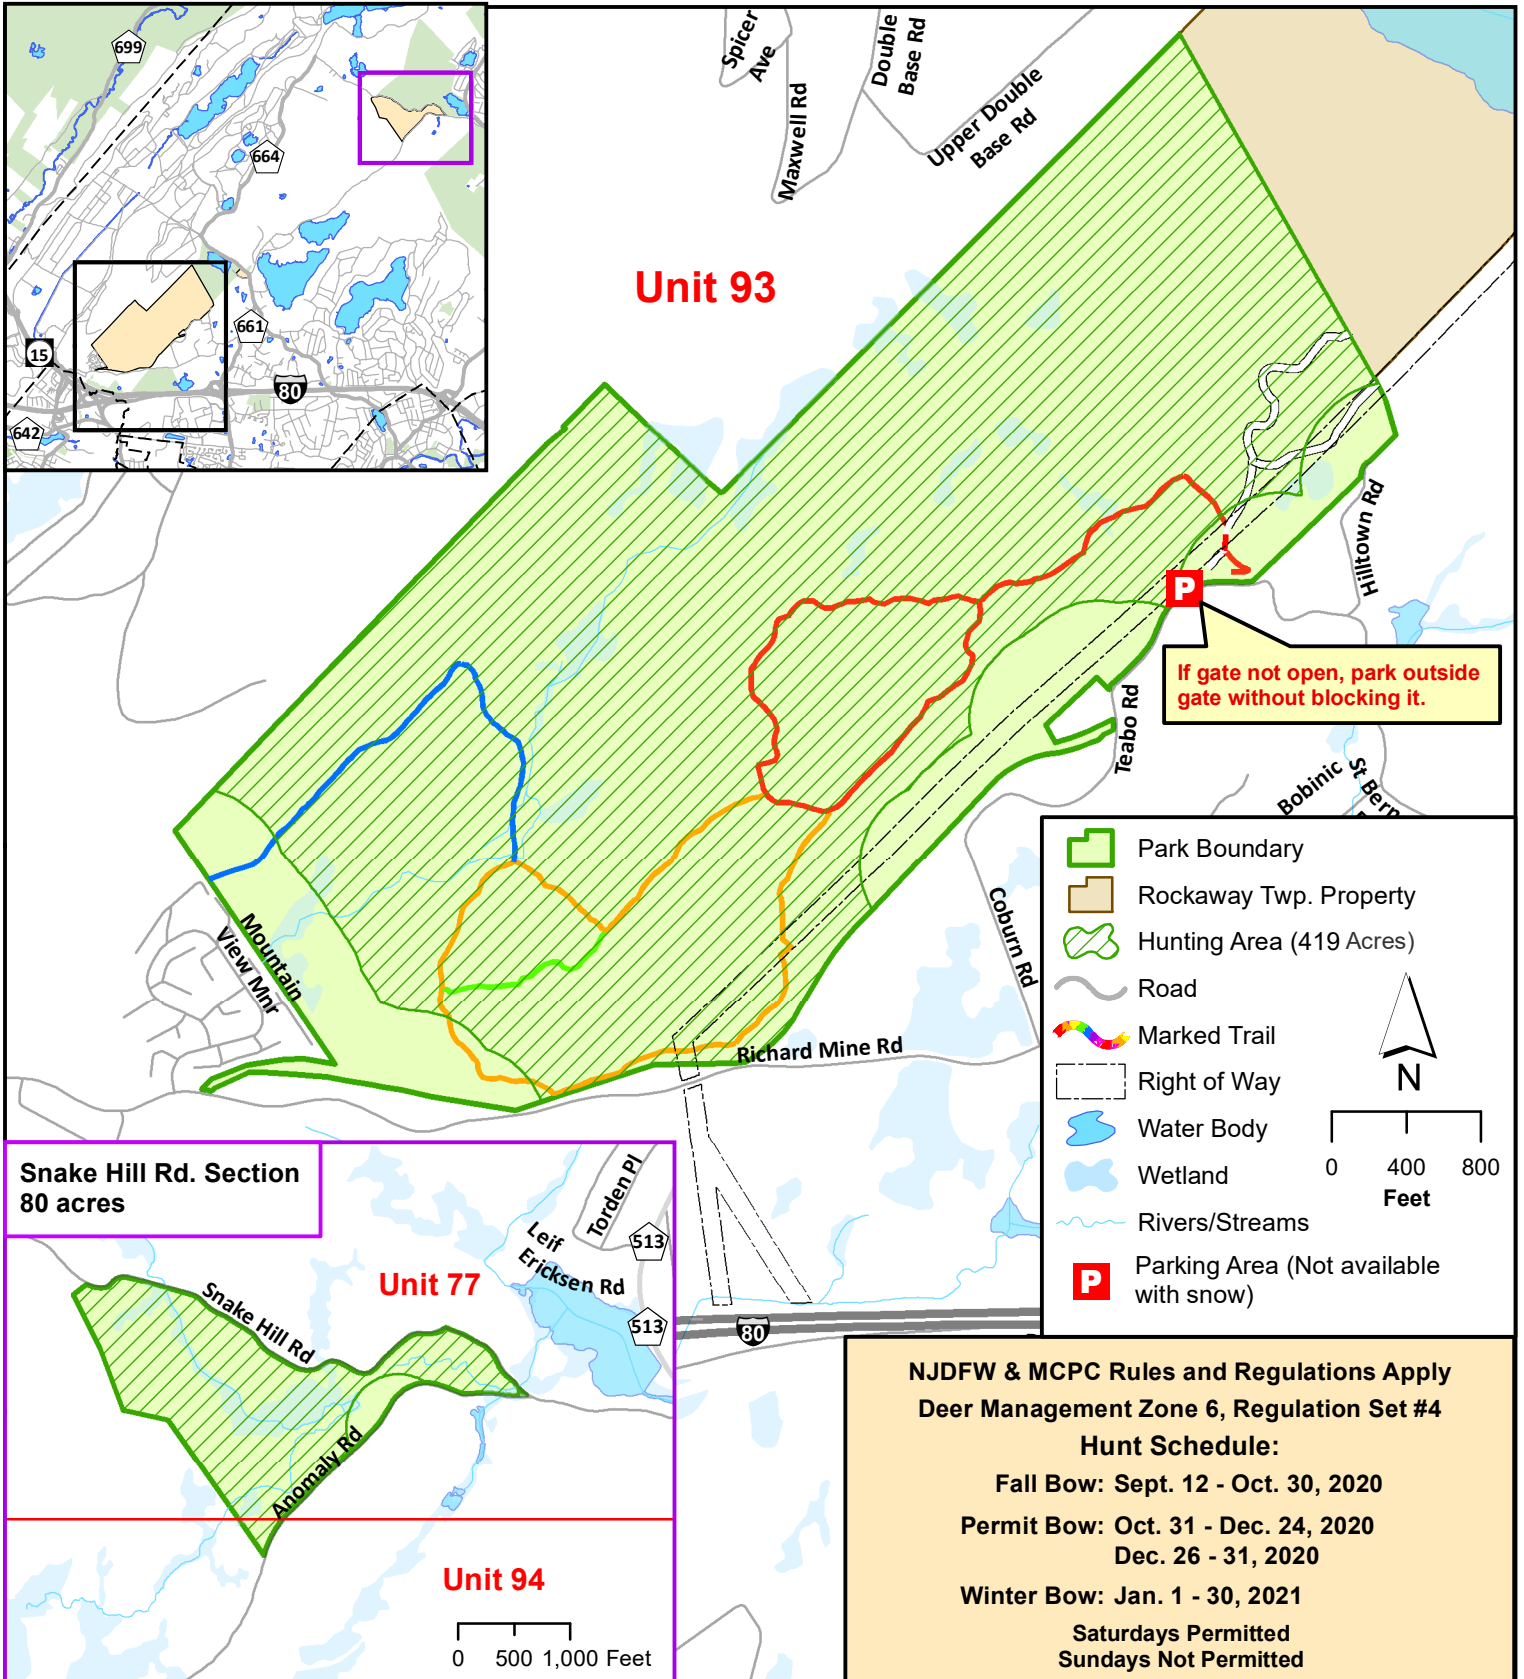 699
664
661
15
80
642
Spicer
Ave
Maxwell Rd
Double
Base Rd
Upper Double
Base Rd
Unit 93
Hilltown Rd
P
If gate not open, park outside
gate without blocking it.
Teabo Rd
Bobinic
St Bern
Coburn Rd
Mountain
View Mnr
Richard Mine Rd
80
Park Boundary
Rockaway Twp. Property
Hunting Area (419 Acres)
Road
Marked Trail
Right of Way
Water Body
Wetland
Rivers/Streams
P
Parking Area (Not available
with snow)
N
0 400 800
Feet
Snake Hill Rd. Section
80 acres
Torden Pl
Leif
Ericksen Rd
513
513
Unit 77
Snake Hill Rd
Anomaly Rd
Unit 94
0 500 1,000 Feet
NJDFW & MCPC Rules and Regulations Apply
Deer Management Zone 6, Regulation Set #4
Hunt Schedule:
Fall Bow: Sept. 12 - Oct. 30, 2020
Permit Bow: Oct. 31 - Dec. 24, 2020
Dec. 26 - 31, 2020
Winter Bow: Jan. 1 - 30, 2021
Saturdays Permitted
Sundays Not Permitted